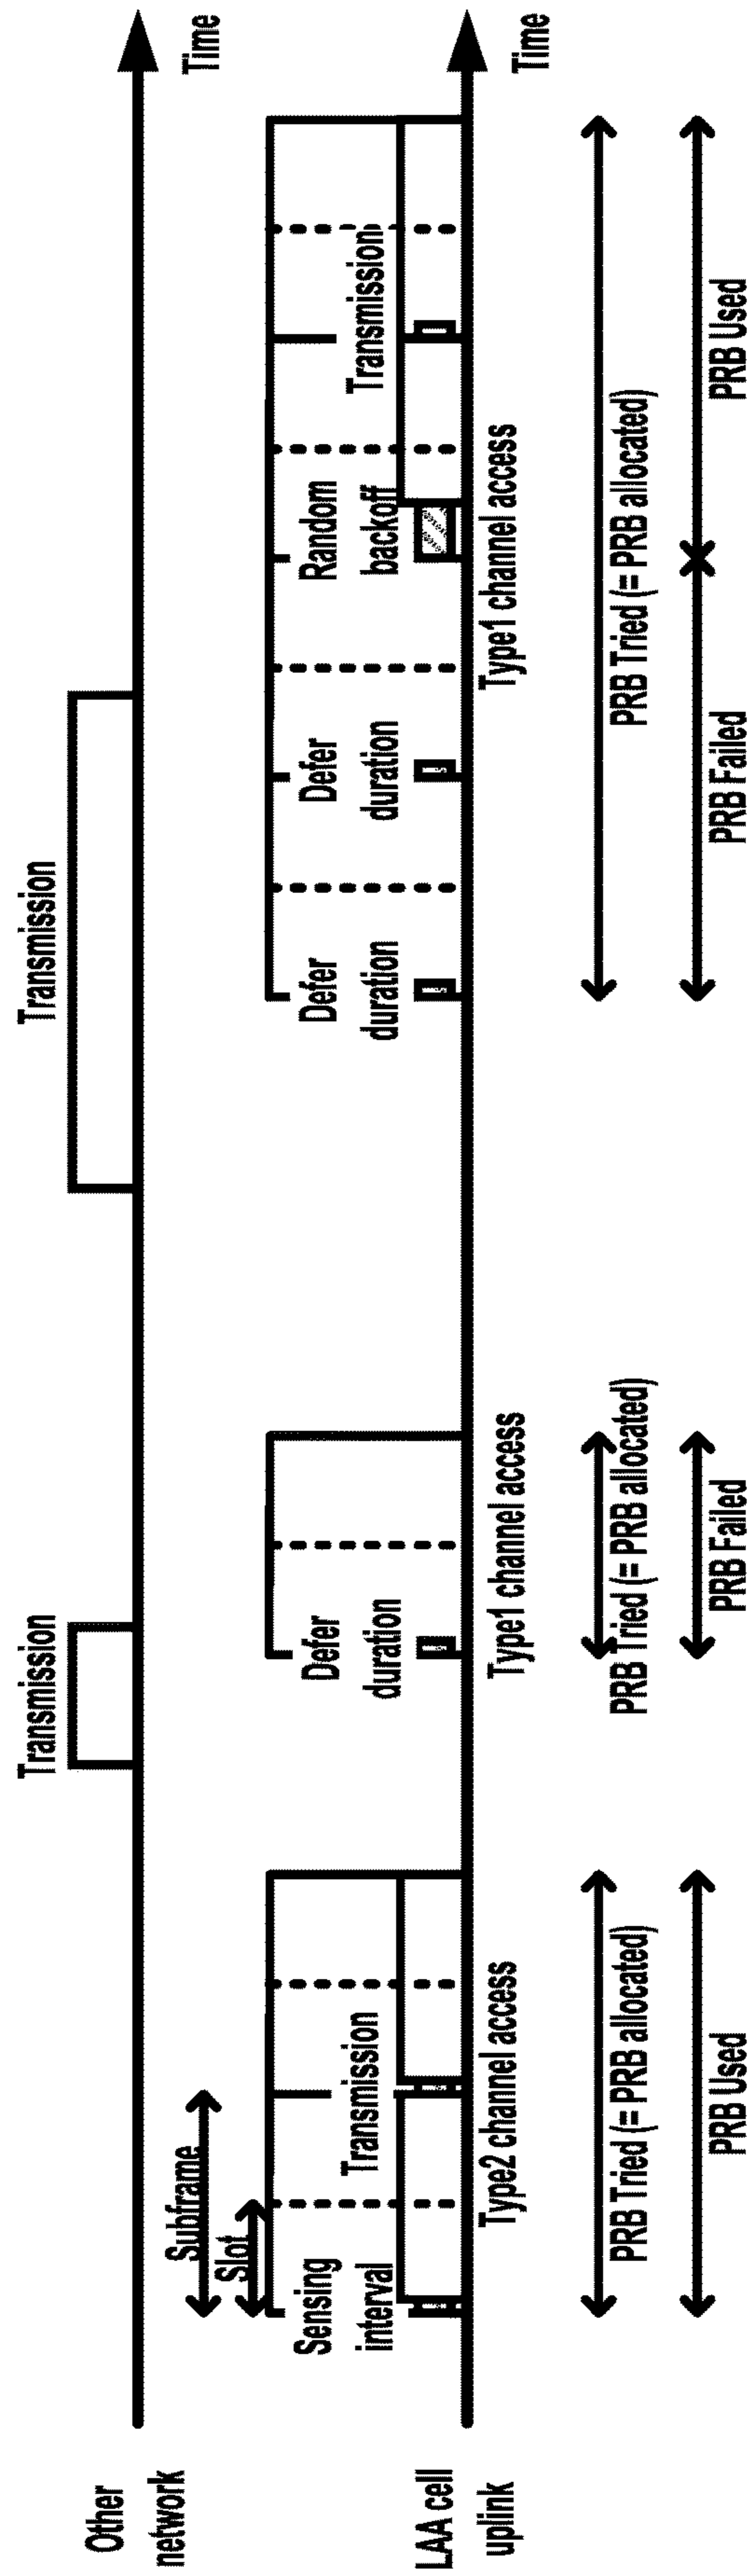 Other
network
Transmission
Transmission
Time
Subframe
Slot
LAA cell
uplink
Sensing
interval
Transmission
Defer
duration
Defer
duration
Defer
duration
Random
backoff
Transmission
Time
Type2 channel access
Type1 channel access
Type1 channel access
PRB Tried (= PRB allocated)
PRB Tried (= PRB allocated)
PRB Tried (= PRB allocated)
PRB Used
PRB Failed
PRB Failed
PRB Used